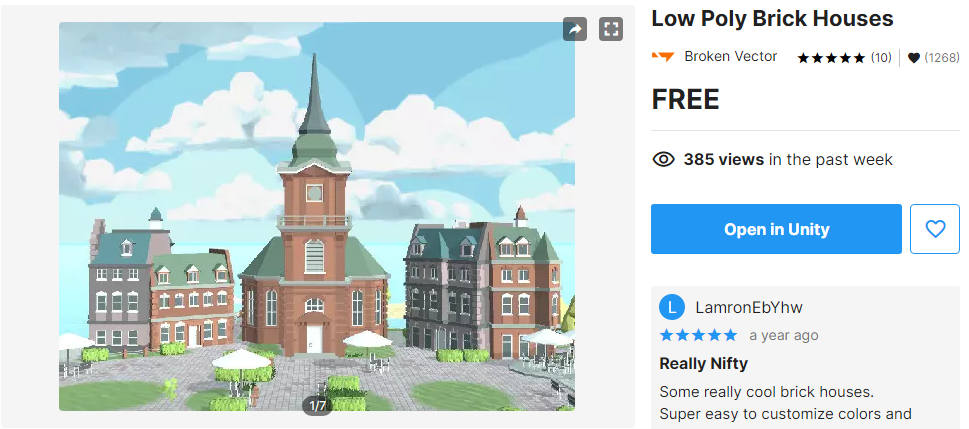 Low Poly Brick Houses
Broken Vector ★★★★★ (10) | (1268)
FREE
385 views in the past week
Open in Unity
1/7
L LamronEbYhw
★★★★★ a year ago
Really Nifty
Some really cool brick houses.
Super easy to customize colors and